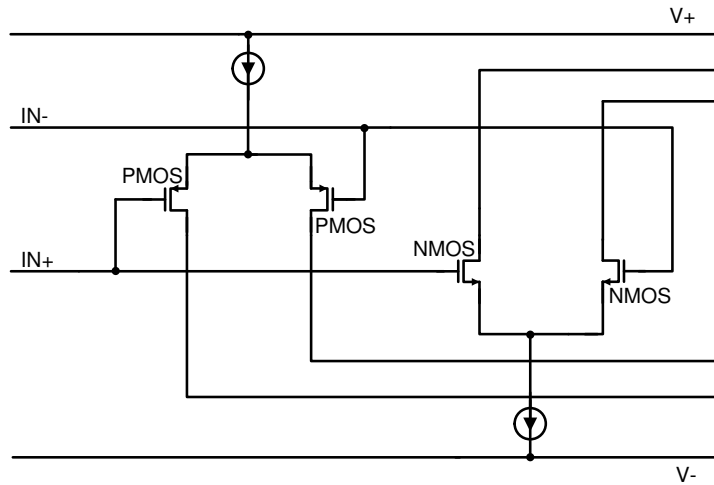 V+
IN-
PMOS
PMOS
NMOS
IN+
NMOS
V-